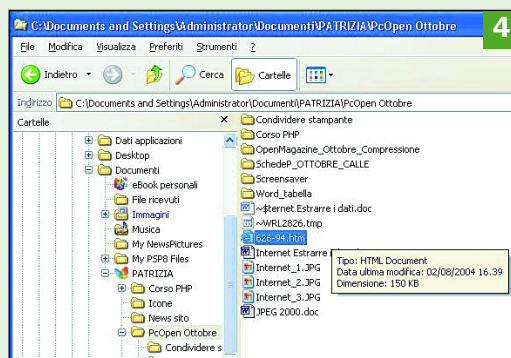 C:\Documents and Settings\Administrator\Documenti\PATRIZIA\PcOpen Ottobre
4
File Modifica Visualizza Preferiti Strumenti ?
Indietro Cerca Cartelle
Indirizzo C:\Documents and Settings\Administrator\Documenti\PATRIZIA\PcOpen Ottobre
Cartelle
Dati applicazioni
Desktop
Documenti
eBook personali
File ricevuti
Immagini
Musica
My NewsPictures
My PSP8 Files
PATRIZIA
Corso PHP
Icone
News sito
PcOpen Ottobre
Condividere s
Condividere stampante
Corso PHP
OpenMagazine_Ottobre_Compressione
SchedeP_OTTOBRE_CALLE
Screensaver
Word_tabella
~$ternet Estrarre i dati.doc
~WRL2826.tmp
626-94.htm
Internet Estrarre
Internet_1.JPG
Internet_2.JPG
Internet_3.JPG
JPEG 2000.doc
Tipo: HTML Document
Data ultima modifica: 02/08/2004 16.39
Dimensione: 150 KB